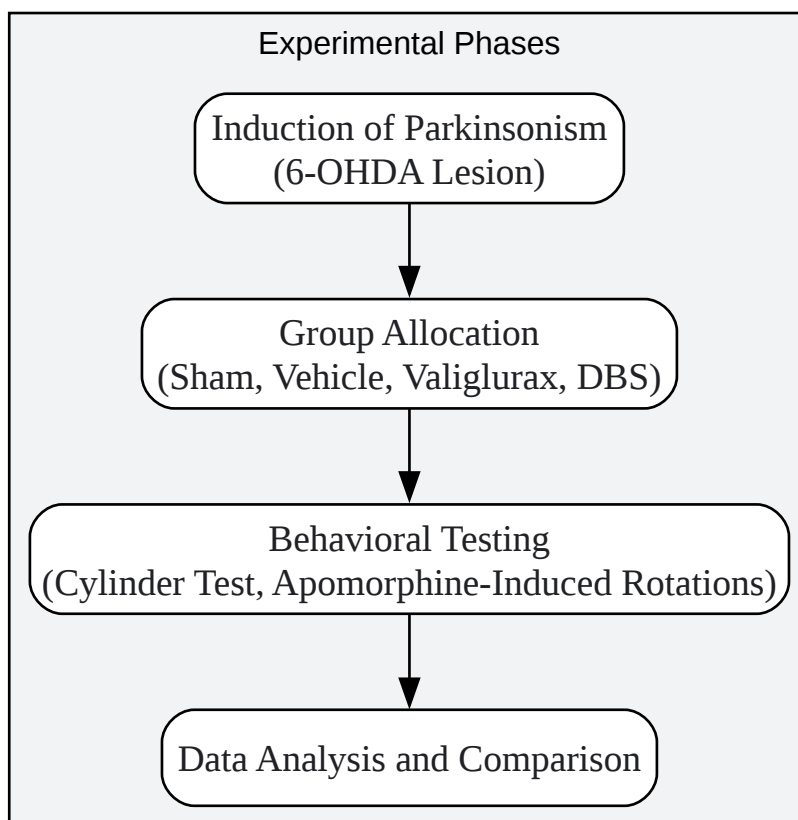 Experimental Phases
Induction of Parkinsonism
(6-OHDA Lesion)
Group Allocation
(Sham, Vehicle, Valiglurax, DBS)
Behavioral Testing
(Cylinder Test, Apomorphine-Induced Rotations)
Data Analysis and Comparison